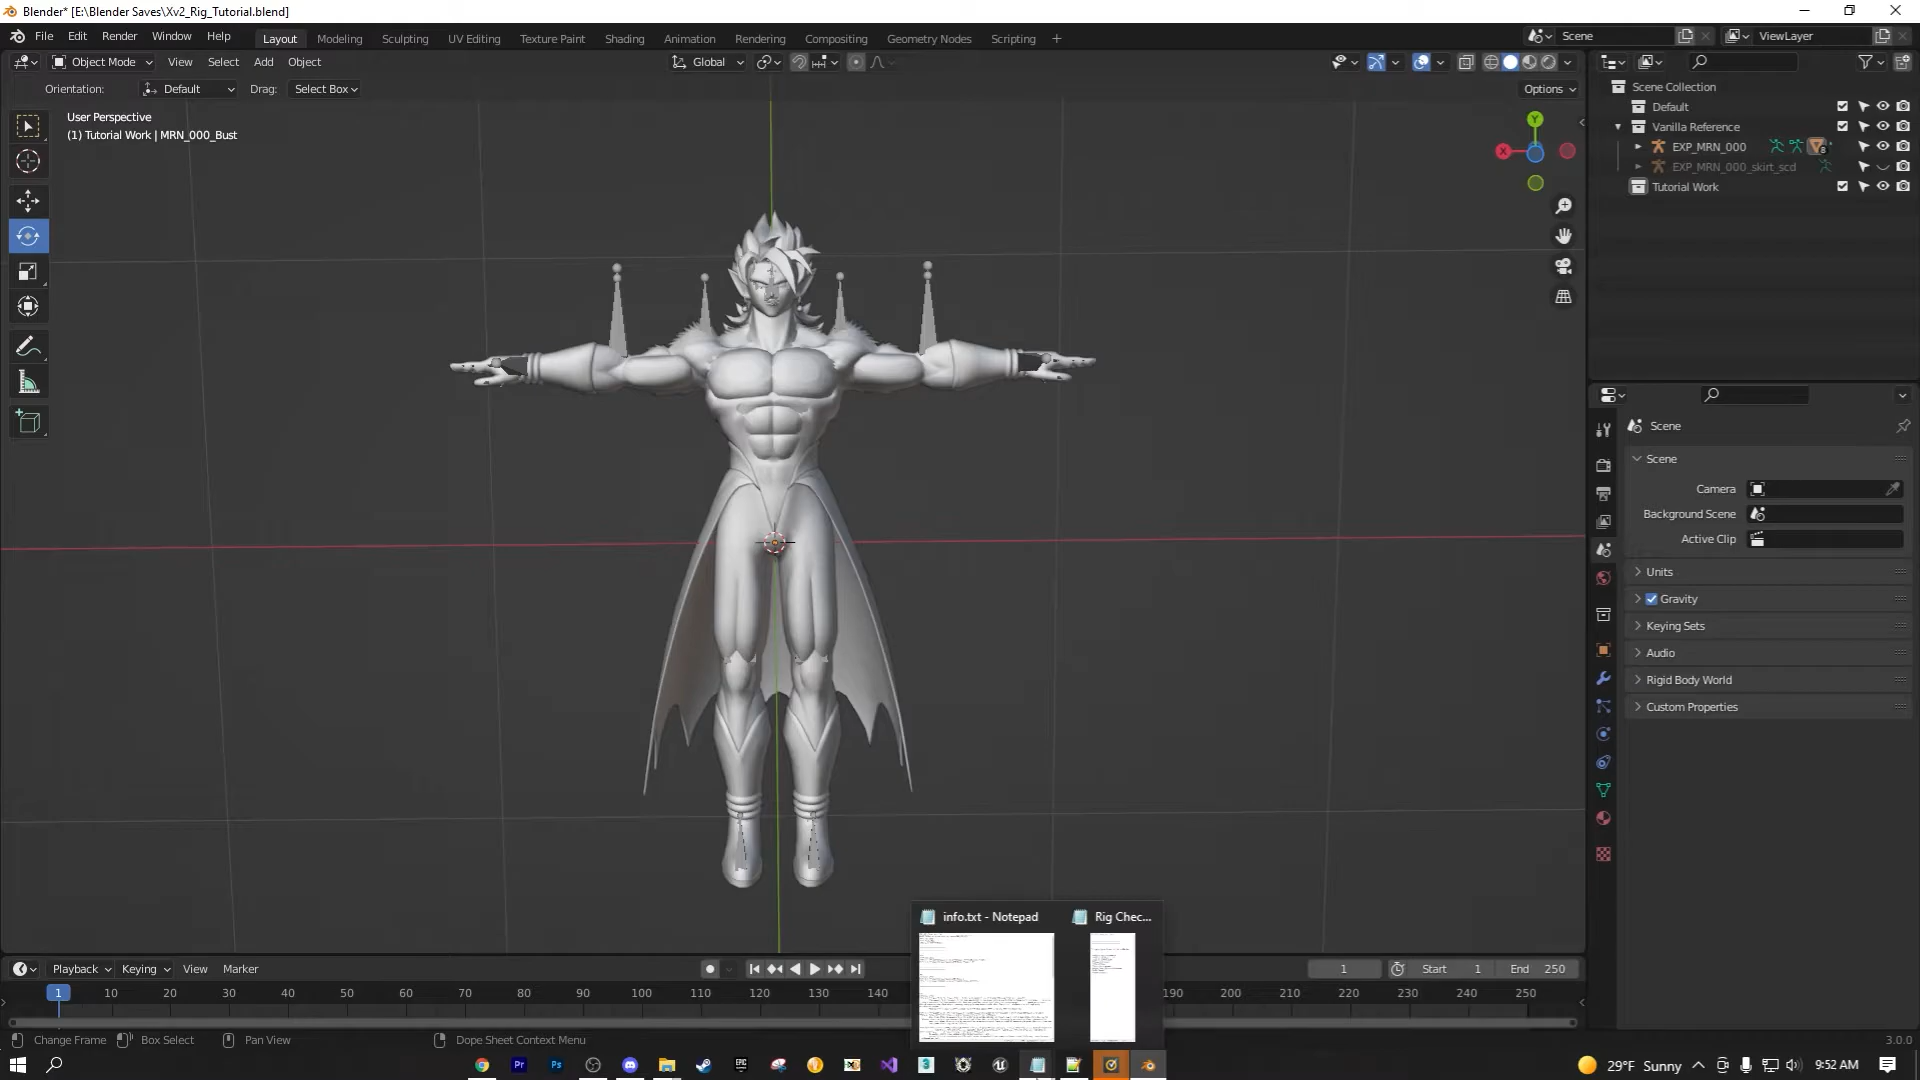 Blender* [E:\Blender Saves\Xv2_Rig_Tutorial.blend]
File Edit Render Window Help
Layout Modeling Sculpting UV Editing Texture Paint Shading Animation Rendering Compositing Geometry Nodes Scripting +
Scene
ViewLayer
Object Mode View Select Add Object
Global
Orientation: Default Drag: Select Box
Options
User Perspective
(1) Tutorial Work | MRN_000_Bust
Y
X
Scene Collection
Default
Vanilla Reference
EXP_MRN_000
8
EXP_MRN_000_skirt_scd
Tutorial Work
Scene
Scene
Camera
Background Scene
Active Clip
Units
Gravity
Keying Sets
Audio
Rigid Body World
Custom Properties
info.txt - Notepad
Rig Chec...
Playback Keying View Marker
1 Start 1 End 250
1 10 20 30 40 50 60 70 80 90 100 110 120 130 140 190 200 210 220 230 240 250
Change Frame Box Select Pan View Dope Sheet Context Menu
3.0.0
29°F Sunny
9:52 AM